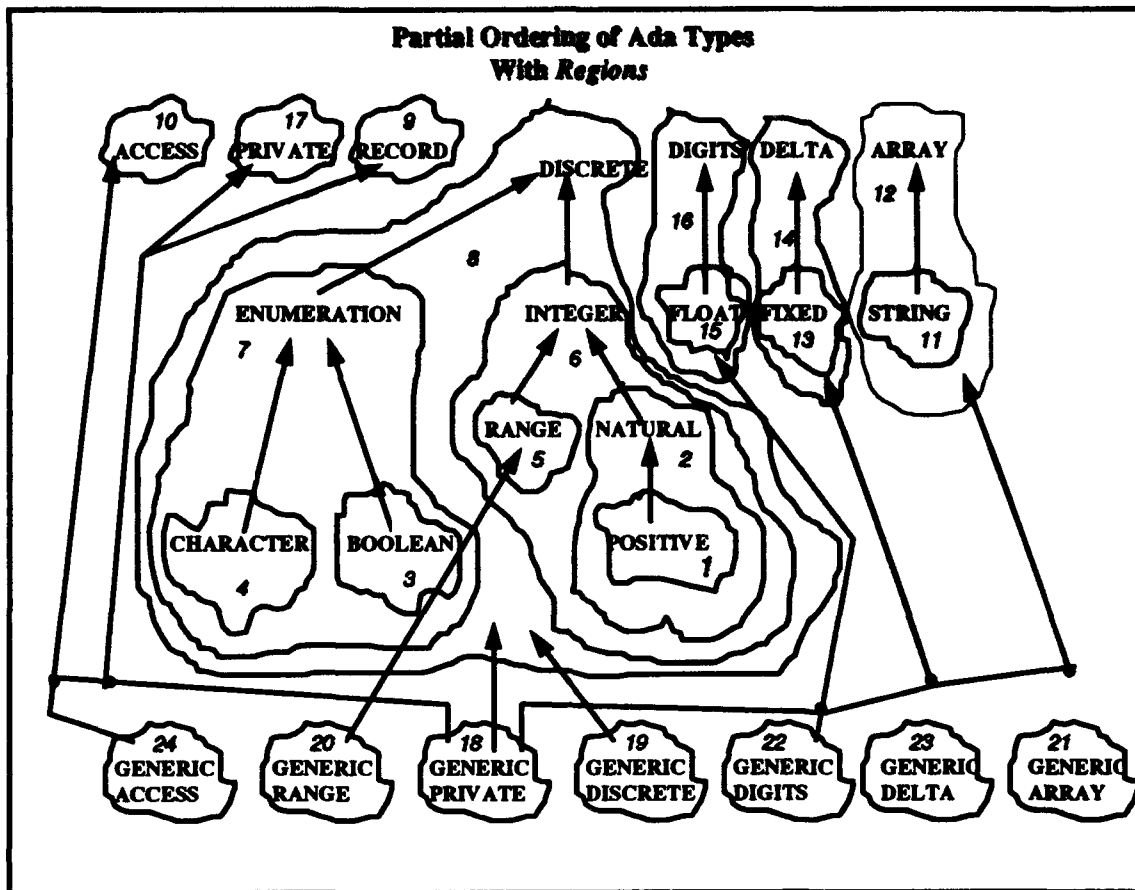 Partial Ordering of Ada Types
With Regions
10
ACCESS
17
PRIVATE
9
RECORD
DISCRETE
DIGITS
DELTA
ARRAY
12
16
14
8
ENUMERATION
7
INTEGER
6
FLOAT
15
FIXED
13
STRING
11
RANGE
5
NATURAL
2
CHARACTER
4
BOOLEAN
3
POSITIVE
1
24
GENERIC
ACCESS
20
GENERIC
RANGE
18
GENERIC
PRIVATE
19
GENERIC
DISCRETE
22
GENERIC
DIGITS
23
GENERIC
DELTA
21
GENERIC
ARRAY